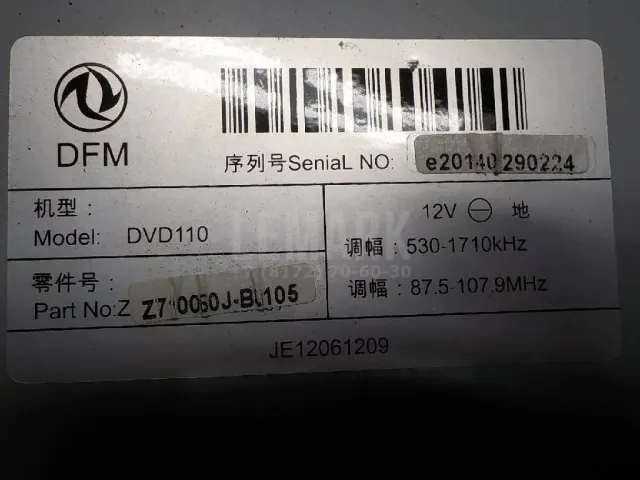 DFM
序列号SeniaL NO: e20140290224
机型:
Model: DVD110
零件号:
Part No:Z
12V ⊖ 地
调幅: 530-1710kHz
调幅: 87.5-107.9MHz
JE12061209
LEMARK